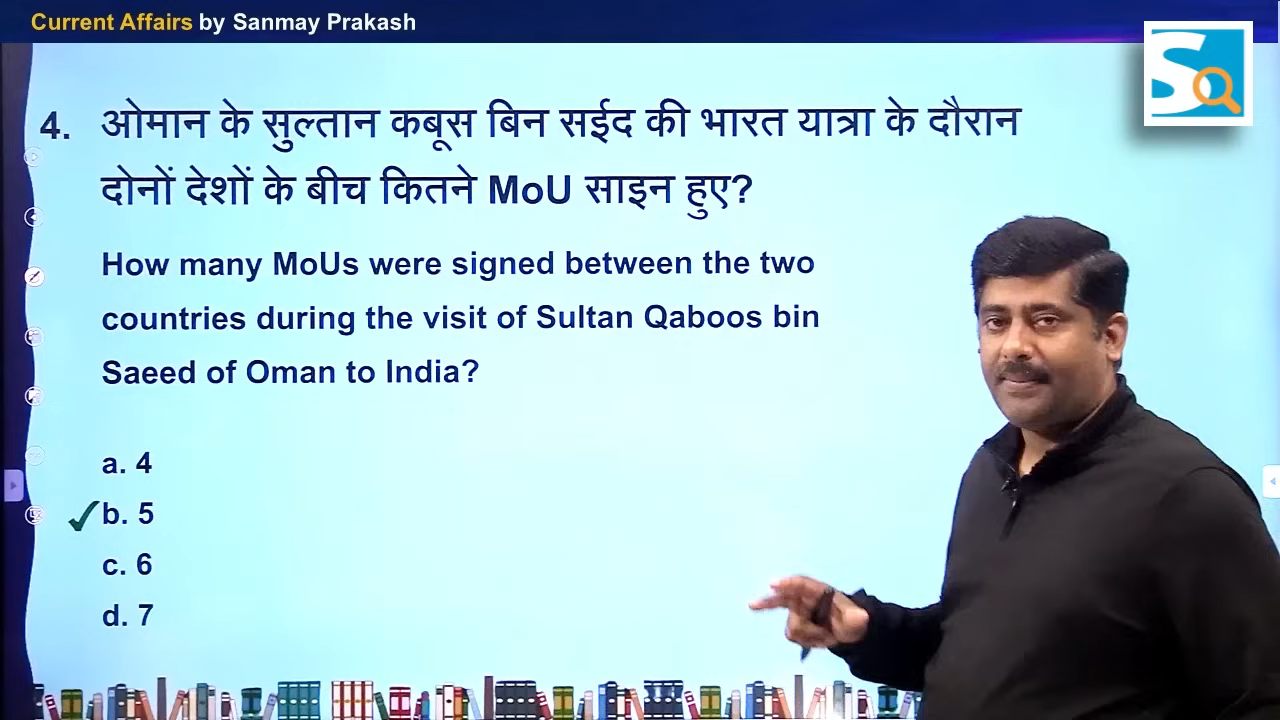 Current Affairs by Sanmay Prakash
4. ओमान के सुल्तान कबूस बिन सईद की भारत यात्रा के दौरान
दोनों देशों के बीच कितने MoU साइन हुए?
How many MoUs were signed between the two
countries during the visit of Sultan Qaboos bin
Saeed of Oman to India?
a. 4
b. 5
c. 6
d. 7